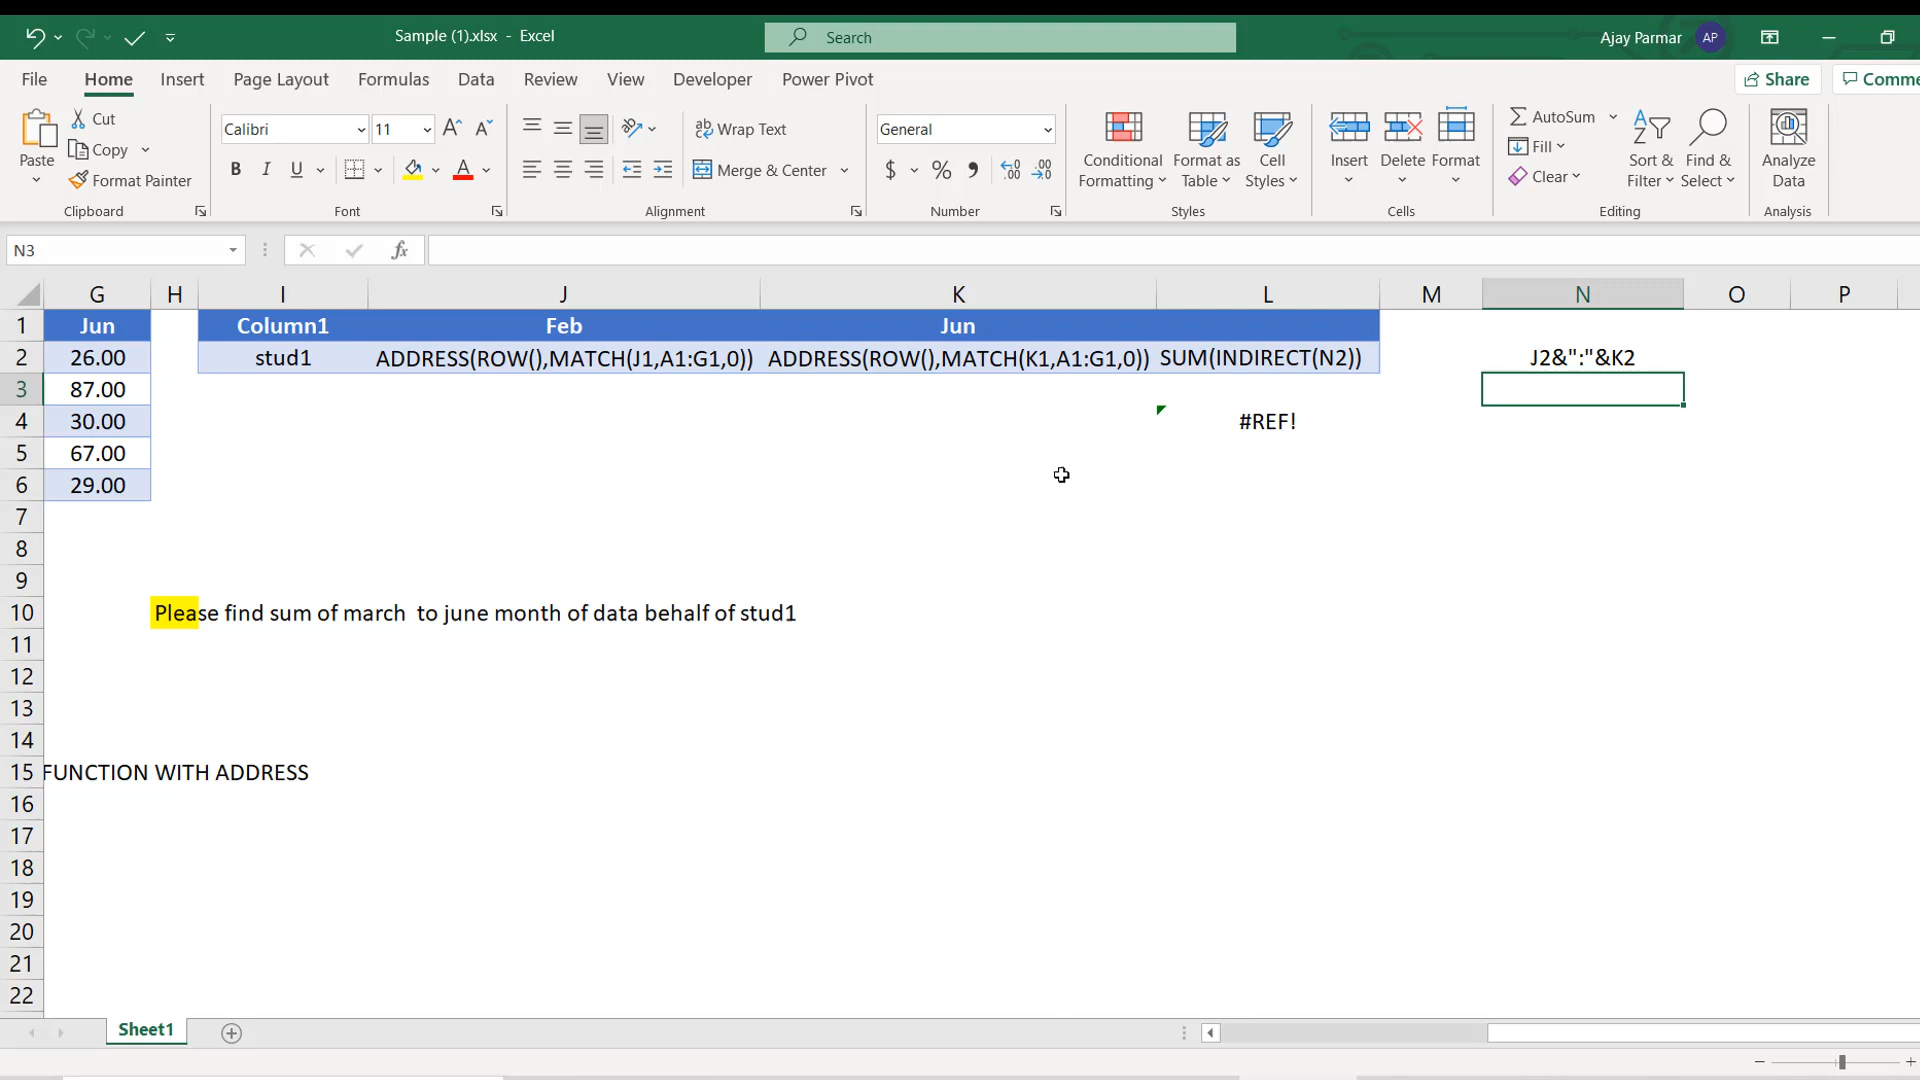 Sample (1).xlsx - Excel
Search
Ajay Parmar AP
File Home Insert Page Layout Formulas Data Review View Developer Power Pivot
Share Comme
Paste
Cut
Copy
Format Painter
Clipboard
Calibri 11
B I U
Font
Wrap Text
Merge & Center
Alignment
General
$ %
Number
Conditional Formatting
Format as Table
Cell Styles
Styles
Insert Delete Format
Cells
AutoSum
Fill
Clear
Sort & Filter
Find & Select
Editing
Analyze Data
Analysis
N3
fx
G H I J K L M N O P
1 Jun Column1 Feb Jun
2 26.00 stud1 ADDRESS(ROW(),MATCH(J1,A1:G1,0)) ADDRESS(ROW(),MATCH(K1,A1:G1,0)) SUM(INDIRECT(N2)) J2&":"&K2
3 87.00
4 30.00 #REF!
5 67.00
6 29.00
7
8
9
10 Please find sum of march to june month of data behalf of stud1
11
12
13
14
15 FUNCTION WITH ADDRESS
16
17
18
19
20
21
22
Sheet1